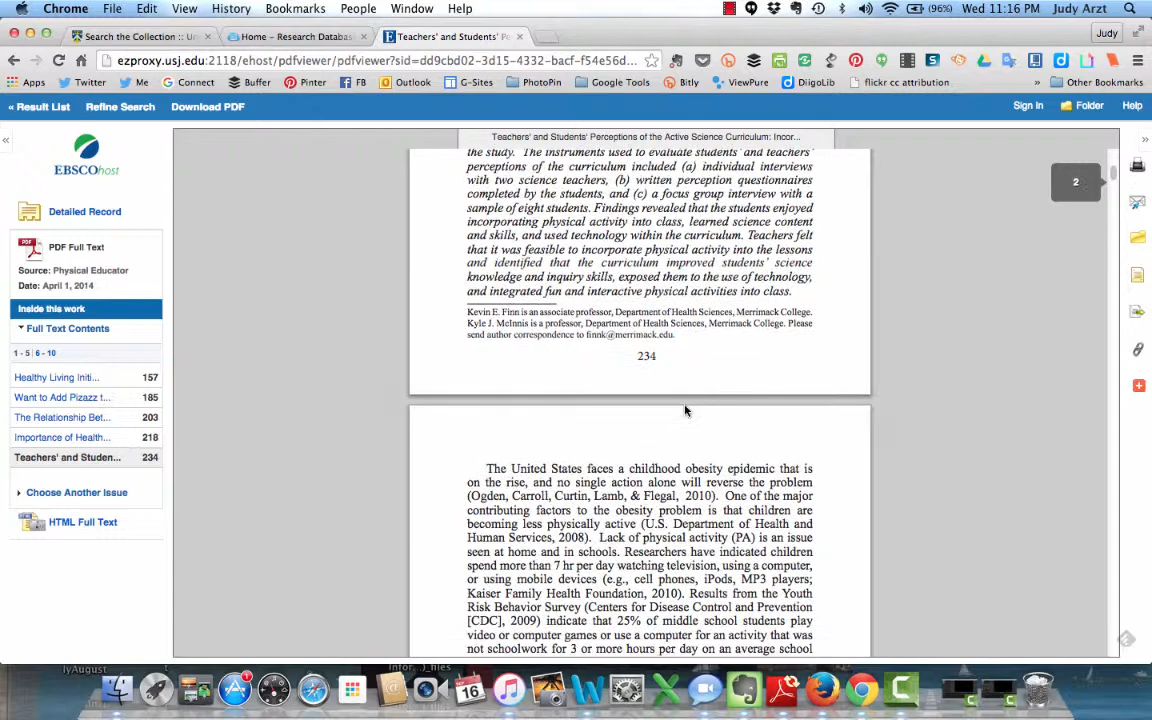 Chrome File Edit View History Bookmarks People Window Help (96%) Wed 11:16 PM Judy Arzt
Search the Collection :: U Home – Research Databas Teachers' and Students' Pe Judy
ezproxy.usj.edu:2118/ehost/pdfviewer/pdfviewer?sid=dd9cbd02-3d15-4332-bacf-f54e56d...
Apps Twitter Me Connect Buffer Pinter FB Outlook G-Sites PhotoPin Google Tools Bitly ViewPure DiigoLib flickr cc attribution » Other Bookmarks
« Result List Refine Search Download PDF Sign In Folder Help
« »
EBSCOhost
Detailed Record
PDF Full Text
Source: Physical Educator
Date: April 1, 2014
Inside this work
Full Text Contents
1 - 5 | 6 - 10
Healthy Living Initi... 157
Want to Add Pizazz t... 185
The Relationship Bet... 203
Importance of Health... 218
Teachers' and Studen... 234
Choose Another Issue
HTML Full Text
Teachers' and Students' Perceptions of the Active Science Curriculum: Incor...
2
the study. The instruments used to evaluate students' and teachers'
perceptions of the curriculum included (a) individual interviews
with two science teachers, (b) written perception questionnaires
completed by the students, and (c) a focus group interview with a
sample of eight students. Findings revealed that the students enjoyed
incorporating physical activity into class, learned science content
and skills, and used technology within the curriculum. Teachers felt
that it was feasible to incorporate physical activity into the lessons
and identified that the curriculum improved students' science
knowledge and inquiry skills, exposed them to the use of technology,
and integrated fun and interactive physical activities into class.
Kevin E. Finn is an associate professor, Department of Health Sciences, Merrimack College.
Kyle J. McInnis is a professor, Department of Health Sciences, Merrimack College. Please
send author correspondence to finnk@merrimack.edu.
234
The United States faces a childhood obesity epidemic that is
on the rise, and no single action alone will reverse the problem
(Ogden, Carroll, Curtin, Lamb, & Flegal, 2010). One of the major
contributing factors to the obesity problem is that children are
becoming less physically active (U.S. Department of Health and
Human Services, 2008). Lack of physical activity (PA) is an issue
seen at home and in schools. Researchers have indicated children
spend more than 7 hr per day watching television, using a computer,
or using mobile devices (e.g., cell phones, iPods, MP3 players;
Kaiser Family Health Foundation, 2010). Results from the Youth
Risk Behavior Survey (Centers for Disease Control and Prevention
[CDC], 2009) indicate that 25% of middle school students play
video or computer games or use a computer for an activity that was
not schoolwork for 3 or more hours per day on an average school
lyAugust